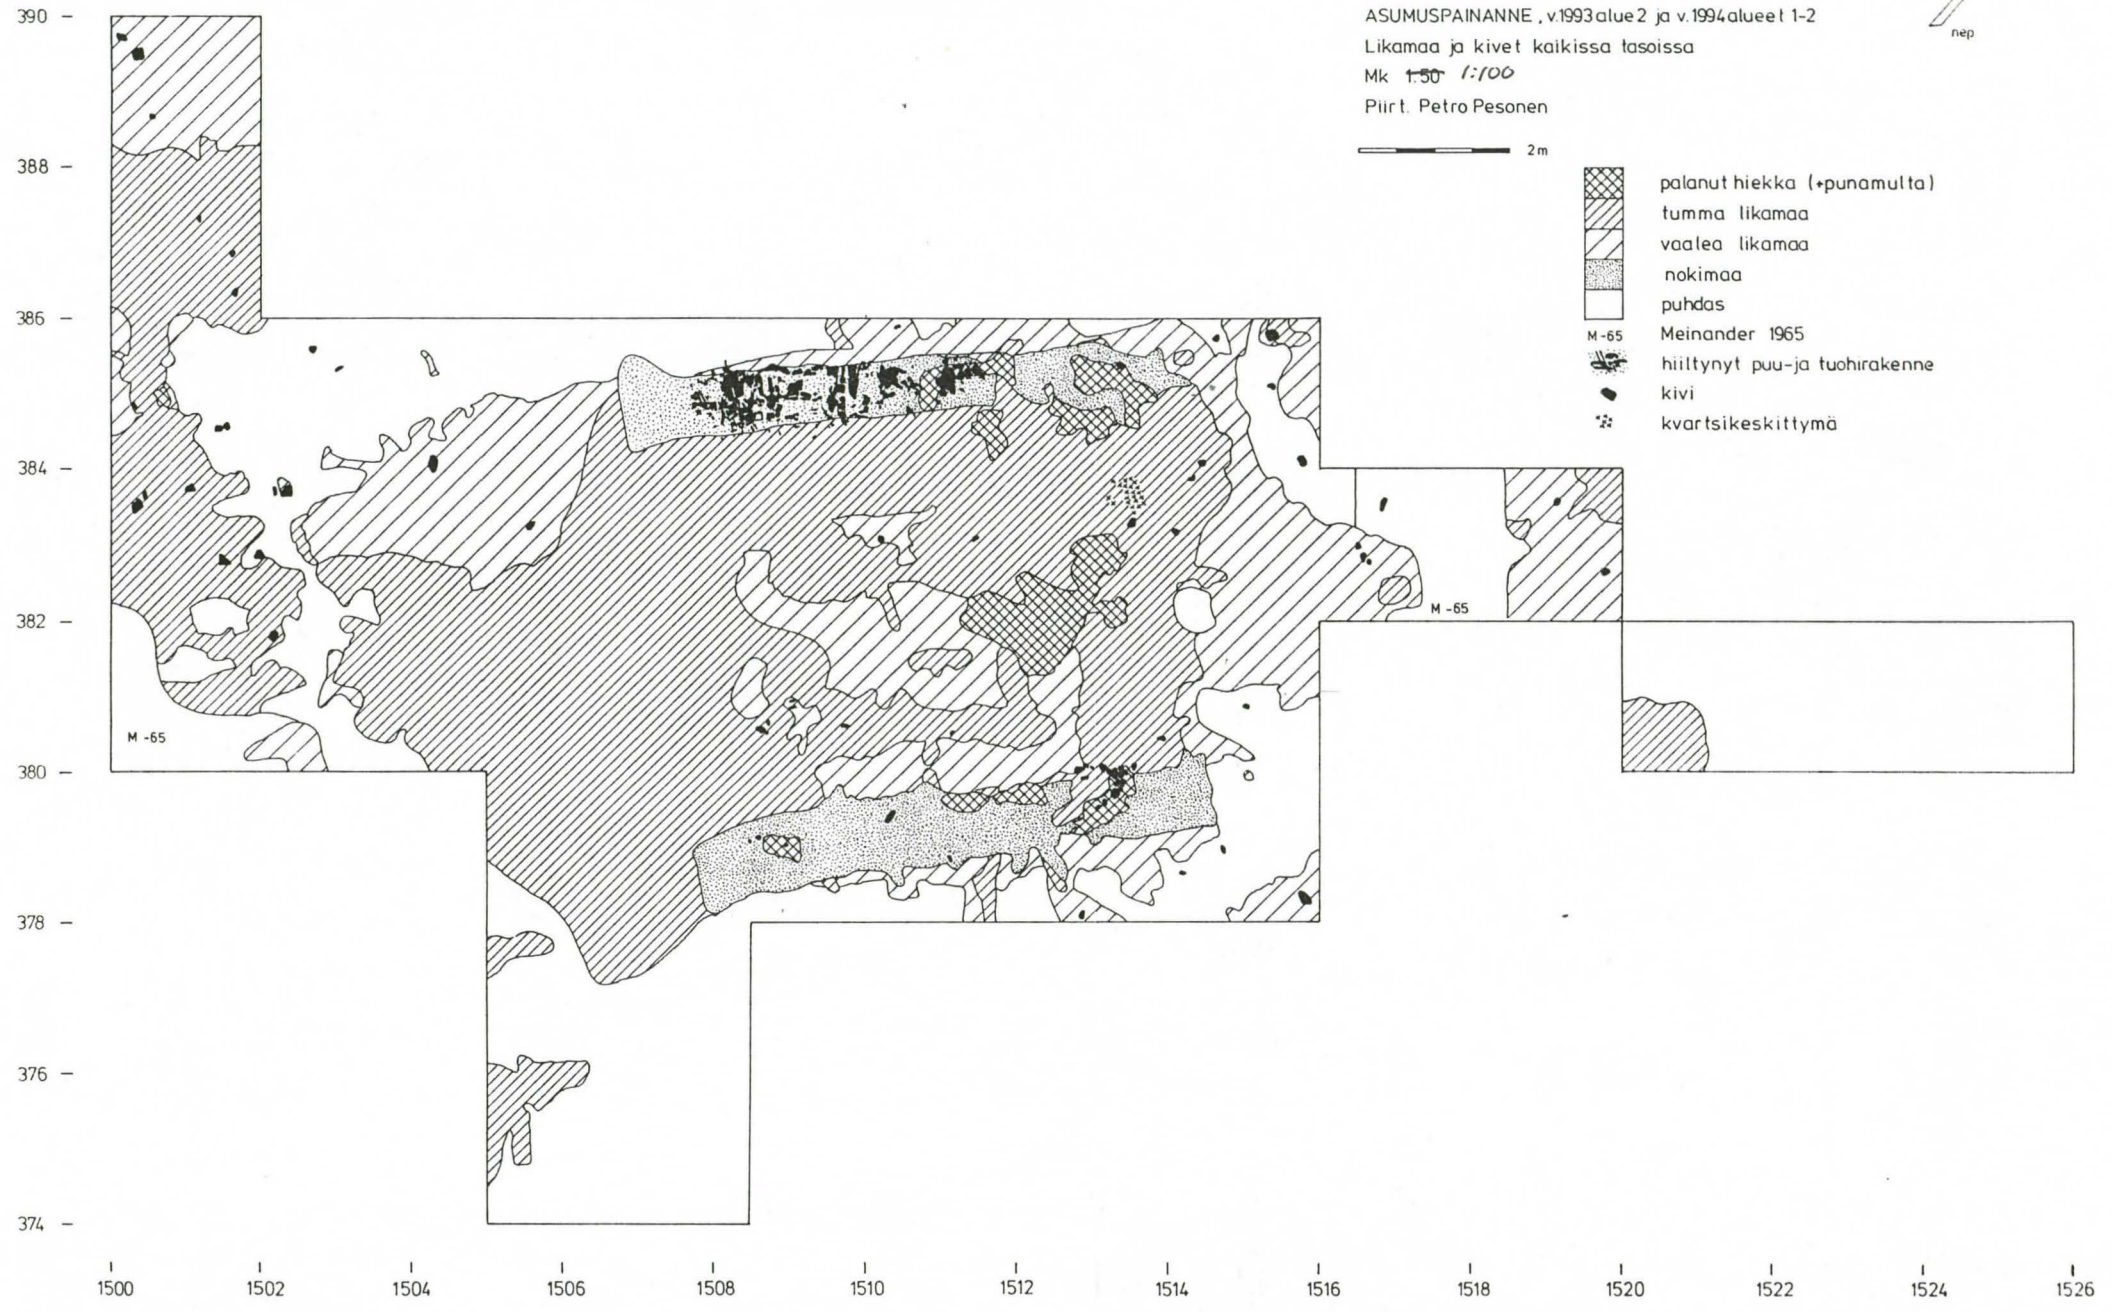 ASUMUSPAINANNE, v.1993 alue 2 ja v.1994 alueet 1-2
Likamaa ja kivet kaikissa tasoissa
Mk 1:50 1:100
Piirt. Petro Pesonen
2m
nep
palanut hiekka (+punamulta)
tumma likamaa
vaalea likamaa
nokimaa
puhdas
M-65 Meinander 1965
hiiltynyt puu-ja tuohirakenne
kivi
kvartsikeskittymä
390
388
386
384
382
380
378
376
374
M-65
M-65
1500 1502 1504 1506 1508 1510 1512 1514 1516 1518 1520 1522 1524 1526